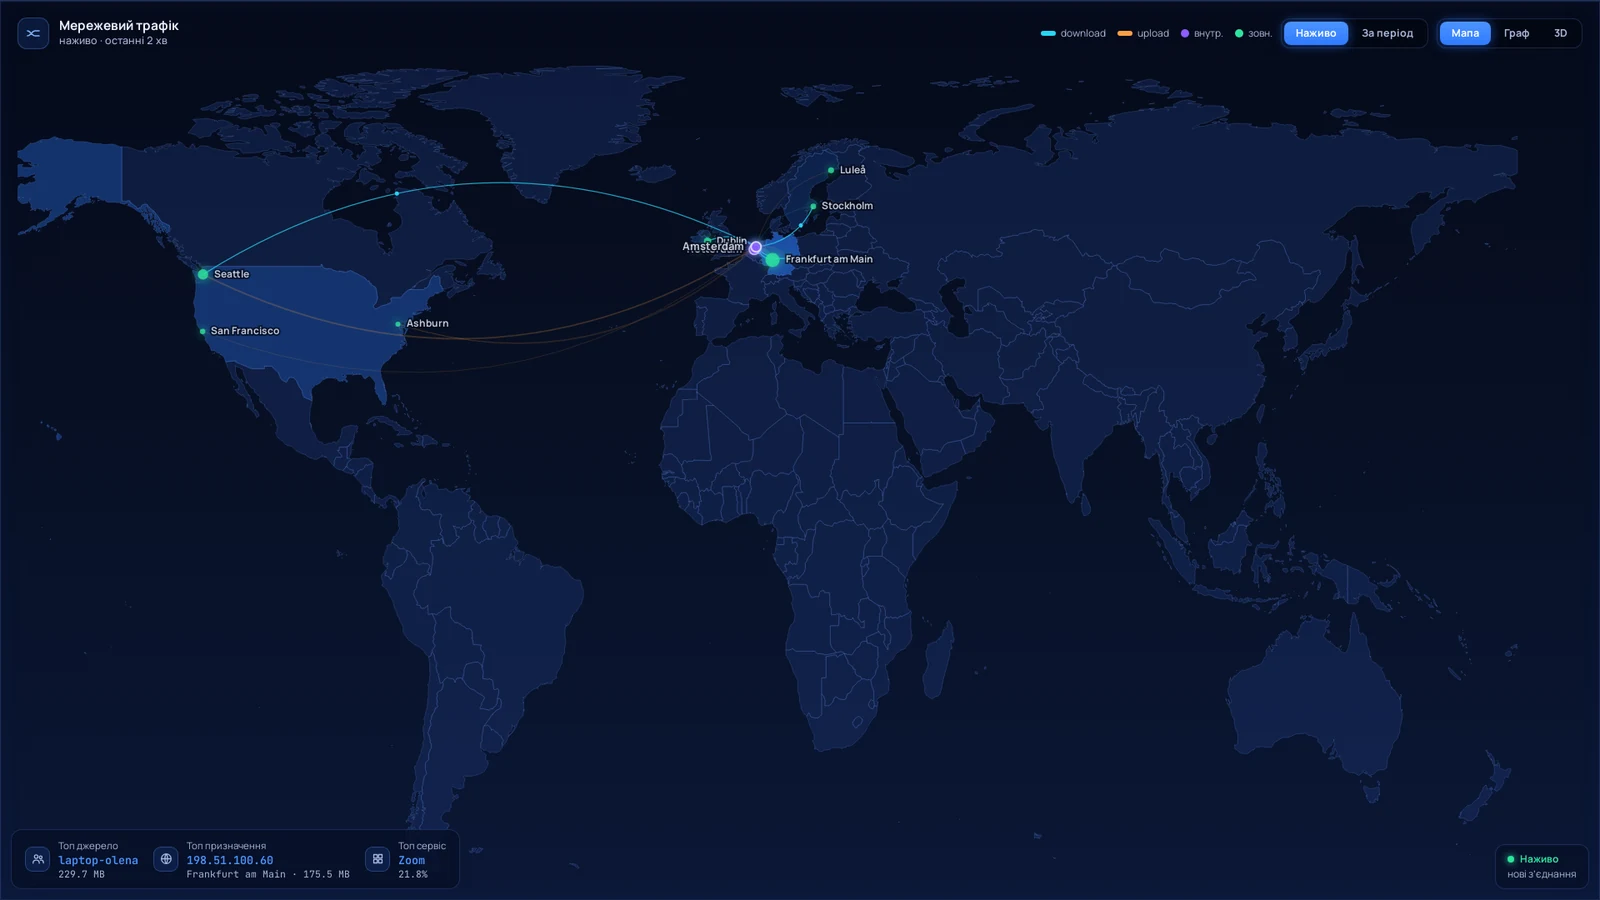 Мережевий трафік
наживо · останні 2 хв
download
upload
внутр.
зовн.
Наживо
За період
Мапа
Граф
3D
Luleå
Stockholm
Dublin
Amsterdam
Frankfurt am Main
Seattle
San Francisco
Ashburn
Топ джерело
laptop-olena
229.7 MB
Топ призначення
198.51.100.60
Frankfurt am Main · 175.5 MB
Топ сервіс
Zoom
21.8%
Наживо
нові з'єднання